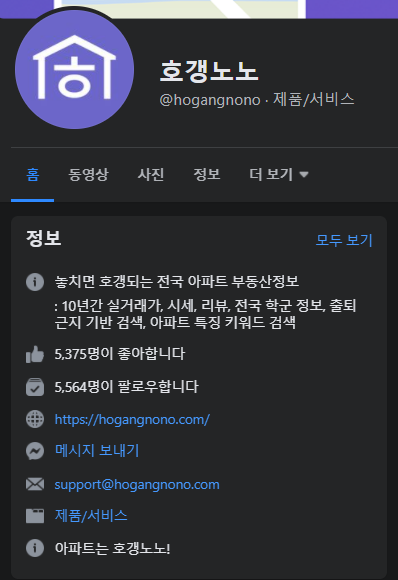 호갱노노
@hogangnono · 제품/서비스
홈 동영상 사진 정보 더 보기
정보 모두 보기
놓치면 호갱되는 전국 아파트 부동산정보
: 10년간 실거래가, 시세, 리뷰, 전국 학군 정보, 출퇴
근지 기반 검색, 아파트 특징 키워드 검색
5,375명이 좋아합니다
5,564명이 팔로우합니다
https://hogangnono.com/
메시지 보내기
support@hogangnono.com
제품/서비스
아파트는 호갱노노!